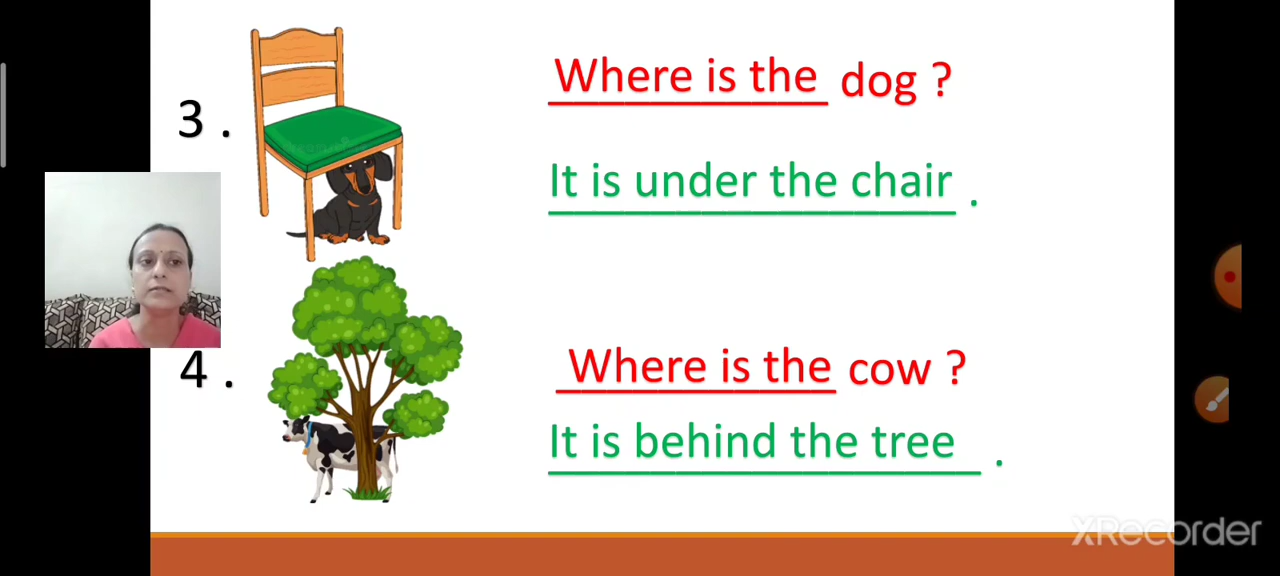 3 .
Where is the dog ?
It is under the chair .
4 .
Where is the cow ?
It is behind the tree .
XRecorder